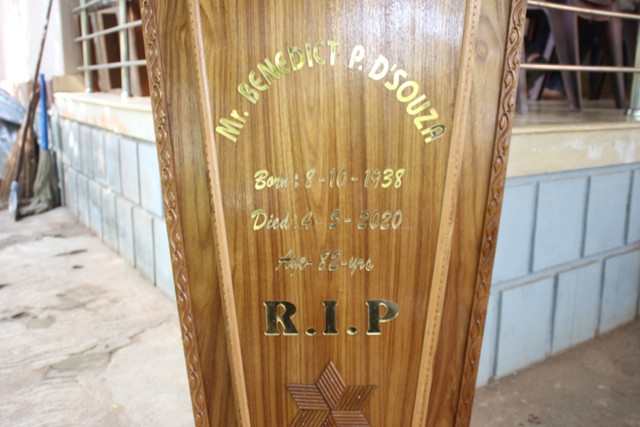 Mr. BENEDICT P. D'SOUZA
Born: 8-10-1938
Died: 4-5-2020
Age 82-yrs
R.I.P